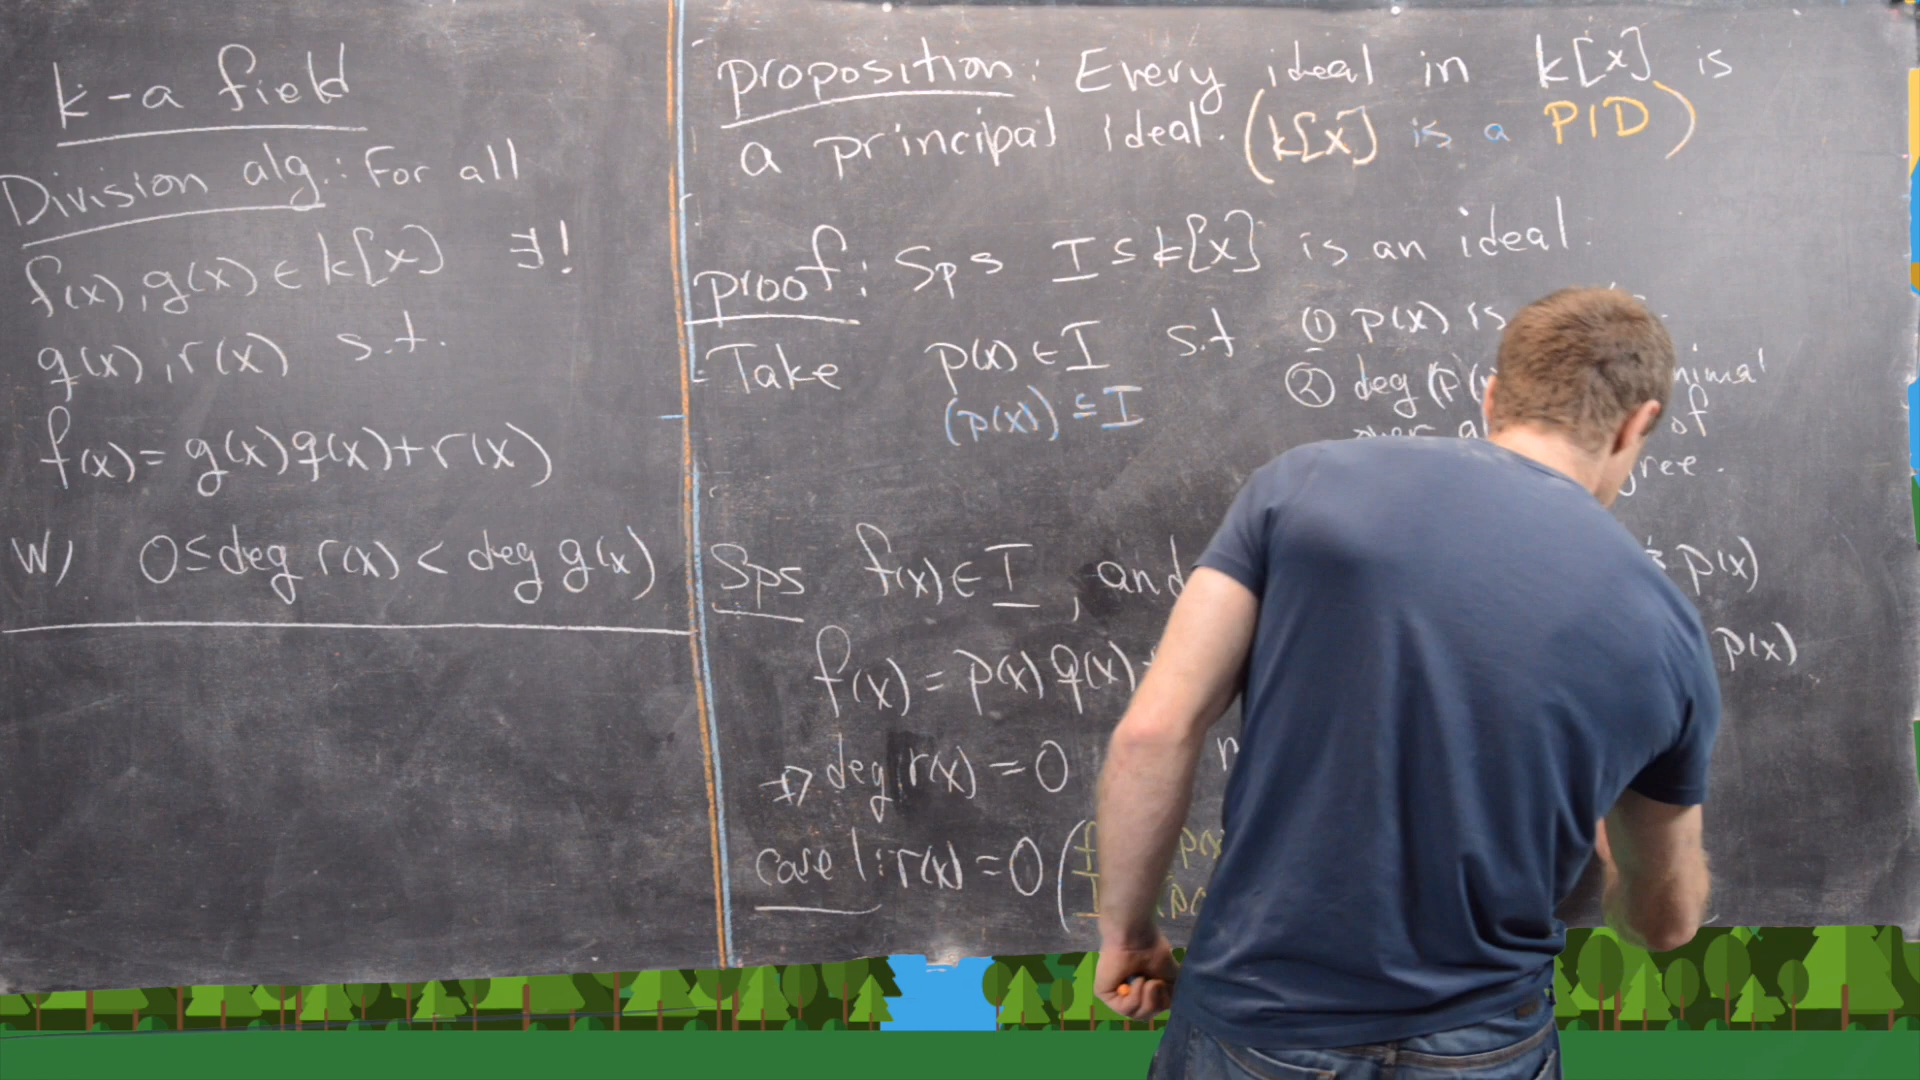 k - a field
Division alg.: For all
f(x), g(x) ∈ k[x] ∃!
q(x), r(x) s.t.
f(x) = g(x)q(x) + r(x)
w/ 0 ≤ deg r(x) < deg g(x)
proposition: Every ideal in k[x] is
a principal ideal. (k[x] is a PID)
proof: Sps I ≤ k[x] is an ideal.
Take p(x) ∈ I s.t
(p(x)) ⊆ I
① p(x) is
② deg (p(
of
Sps f(x) ∈ I, and p(x)
f(x) = p(x)q(x) p(x)
⇒ deg r(x) = 0
case 1: r(x) = 0 (